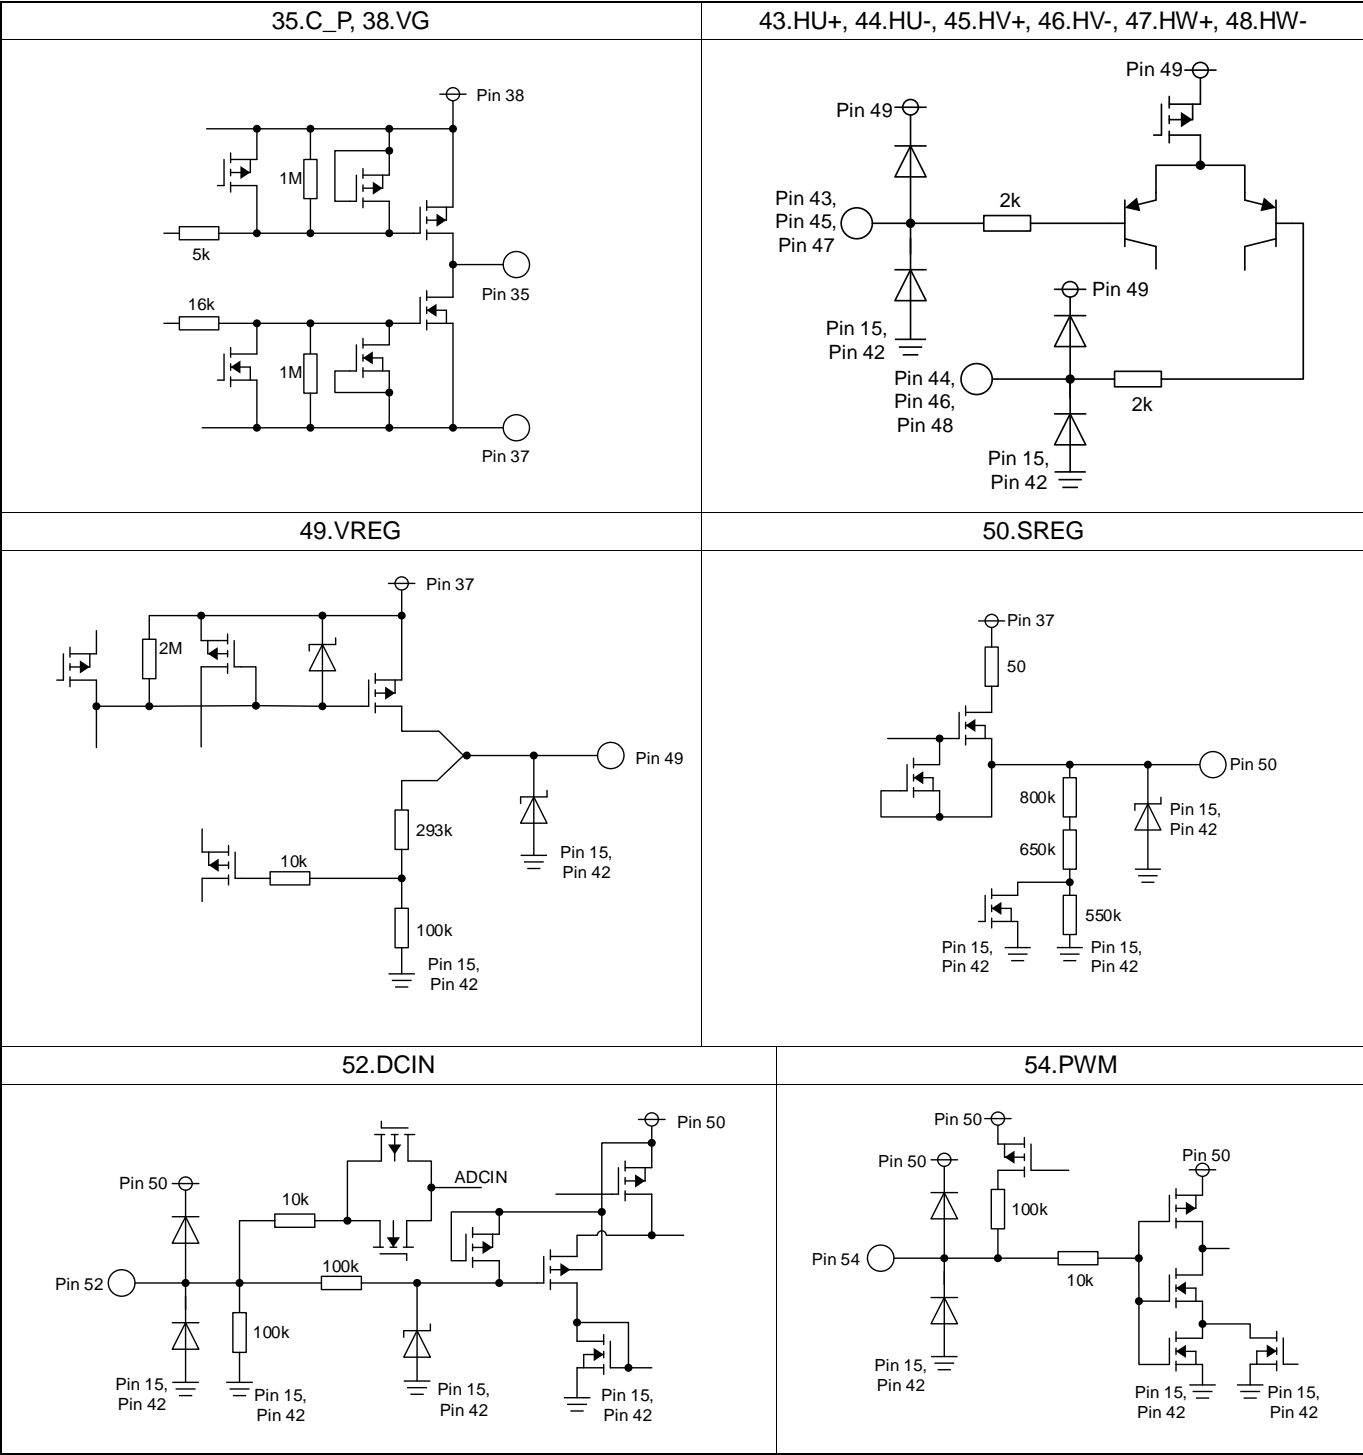 35.C_P, 38.VG
Pin 38
1M
5k
Pin 35
16k
1M
Pin 37
43.HU+, 44.HU-, 45.HV+, 46.HV-, 47.HW+, 48.HW-
Pin 49
Pin 49
Pin 43,
Pin 45,
Pin 47
2k
Pin 15,
Pin 42
Pin 49
Pin 44,
Pin 46,
Pin 48
2k
Pin 15,
Pin 42
49.VREG
Pin 37
2M
Pin 49
293k
10k
Pin 15,
Pin 42
100k
Pin 15,
Pin 42
50.SREG
Pin 37
50
Pin 50
800k
Pin 15,
Pin 42
650k
550k
Pin 15,
Pin 42
Pin 15,
Pin 42
52.DCIN
Pin 50
Pin 50
ADCIN
10k
100k
Pin 52
100k
Pin 15,
Pin 42
Pin 15,
Pin 42
Pin 15,
Pin 42
Pin 15,
Pin 42
54.PWM
Pin 50
Pin 50
Pin 50
100k
Pin 54
10k
Pin 15,
Pin 42
Pin 15,
Pin 42
Pin 15,
Pin 42